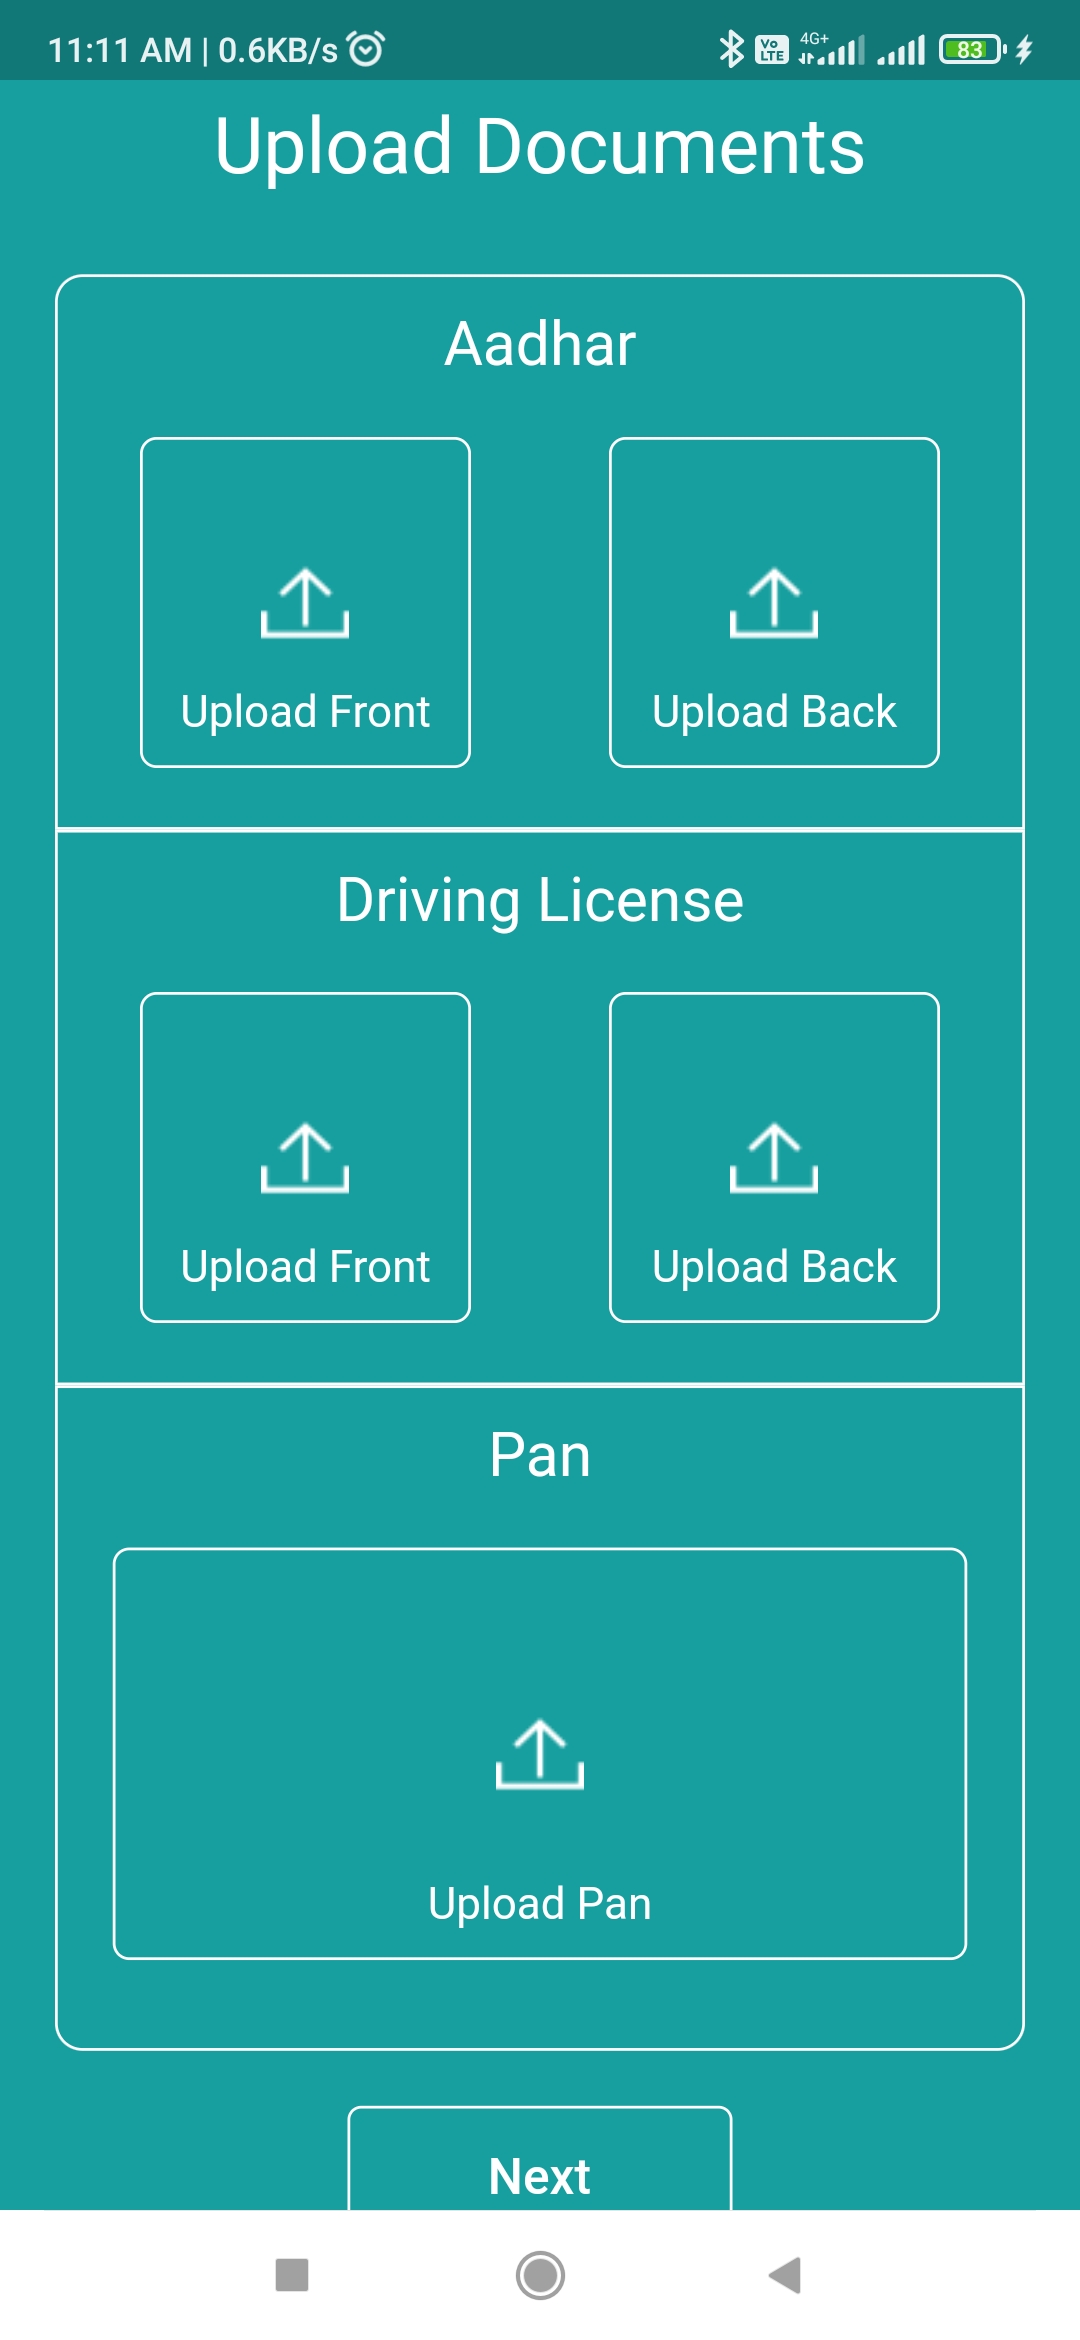 11:11 AM | 0.6KB/s
Vo LTE 4G+ 83
Upload Documents
Aadhar
Upload Front Upload Back
Driving License
Upload Front Upload Back
Pan
Upload Pan
Next